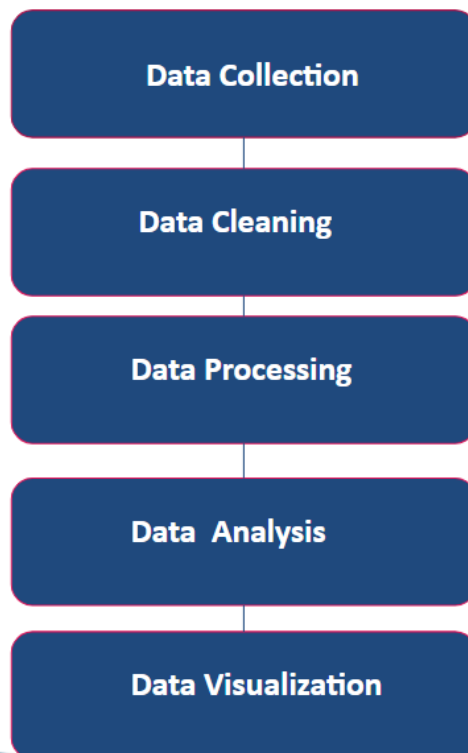 Data Collection
Data Cleaning
Data Processing
Data  Analysis
Data Visualization